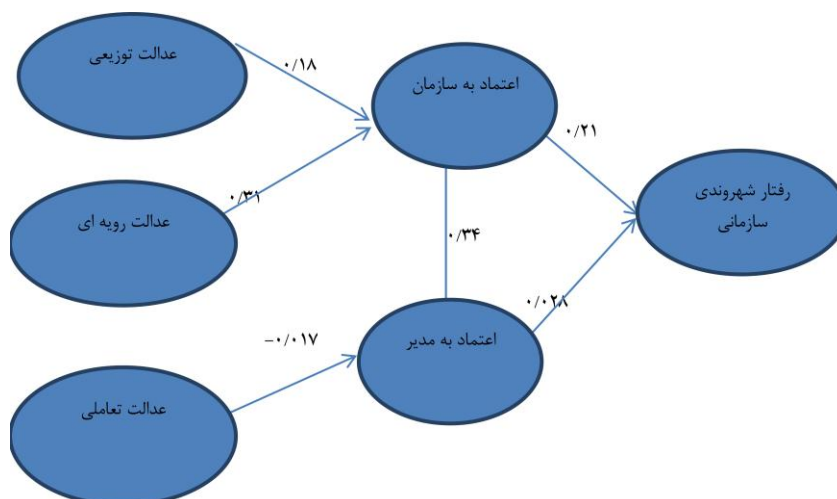 عدالت توزیعی
۰/۱۸
اعتماد به سازمان
۰/۲۱
عدالت رویه ای
۰/۳۱
رفتار شهروندی
سازمانی
۰/۳۴
۰/۰۲۸
اعتماد به مدیر
-۰/۰۱۷
عدالت تعاملی